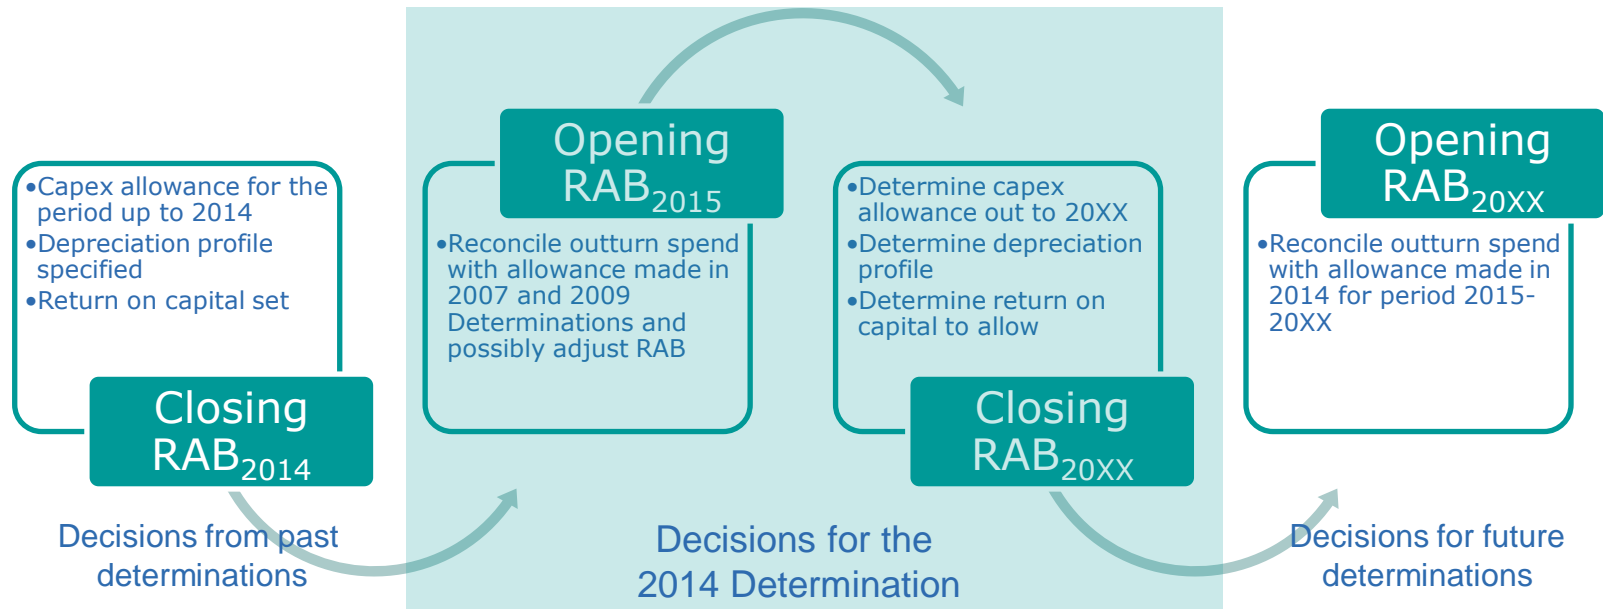 •Capex allowance for the
period up to 2014
•Depreciation profile
specified
•Return on capital set
Closing
RAB2014
Decisions from past
determinations
Opening
RAB2015
•Reconcile outturn spend
with allowance made in
2007 and 2009
Determinations and
possibly adjust RAB
•Determine capex
allowance out to 20XX
•Determine depreciation
profile
•Determine return on
capital to allow
Closing
RAB20XX
Decisions for the
2014 Determination
Opening
RAB20XX
•Reconcile outturn spend
with allowance made in
2014 for period 2015-
20XX
Decisions for future
determinations